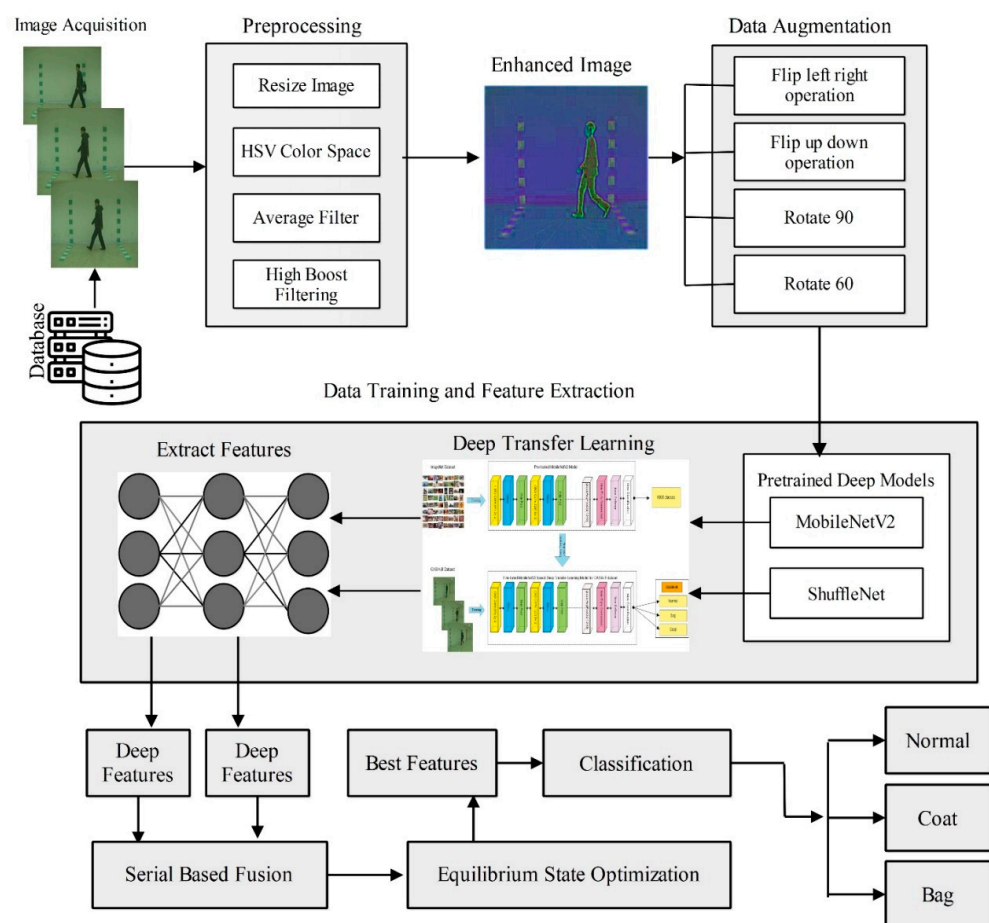 Image Acquisition
Preprocessing
Data Augmentation
Resize Image
HSV Color Space
Average Filter
High Boost
Filtering
Enhanced Image
Flip left right
operation
Flip up down
operation
Rotate 90
Rotate 60
Database
Data Training and Feature Extraction
Extract Features
Deep Transfer Learning
Pretrained Deep Models
MobileNetV2
ShuffleNet
Deep
Features
Deep
Features
Best Features
Classification
Normal
Coat
Bag
Serial Based Fusion
Equilibrium State Optimization